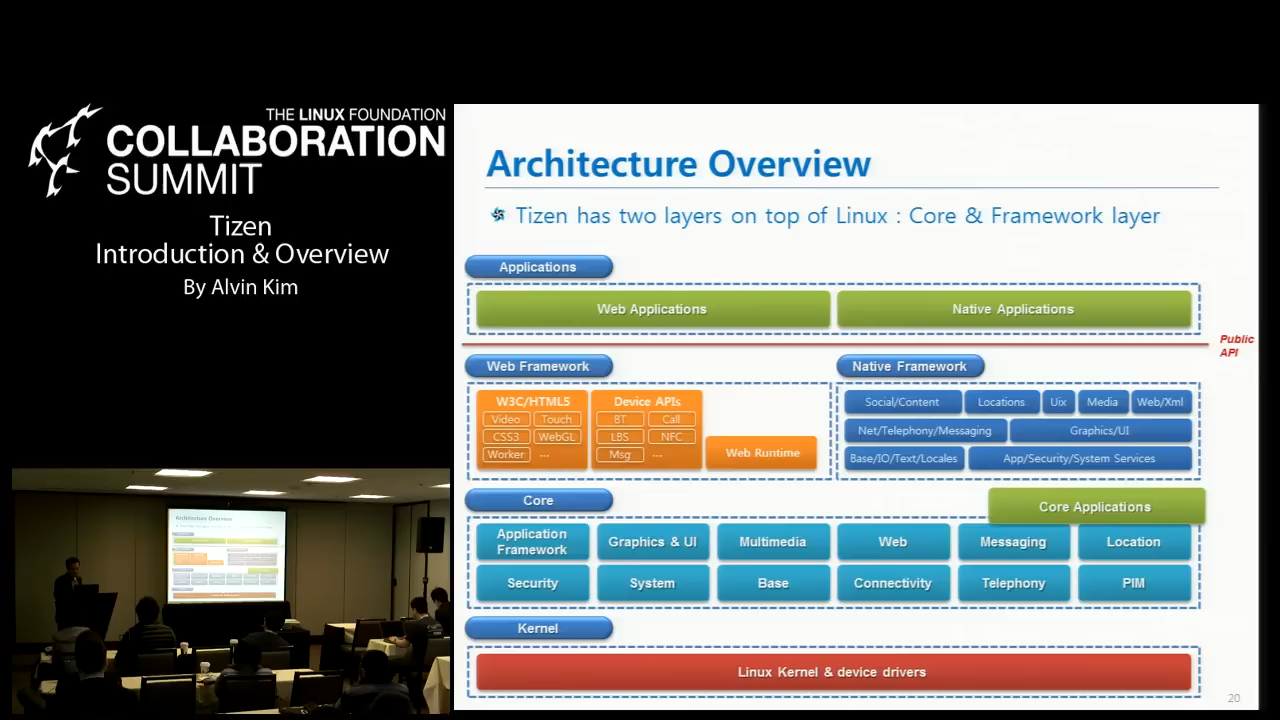 THE LINUX FOUNDATION
COLLABORATION
SUMMIT
Tizen
Introduction & Overview
By Alvin Kim
Architecture Overview
Tizen has two layers on top of Linux : Core & Framework layer
Applications
Web Applications
Native Applications
Public
API
Web Framework
W3C/HTML5
Video
Touch
CSS3
WebGL
Worker
...
Device APIs
BT
Call
LBS
NFC
Msg
...
Web Runtime
Native Framework
Social/Content
Locations
Uix
Media
Web/Xml
Net/Telephony/Messaging
Graphics/UI
Base/IO/Text/Locales
App/Security/System Services
Core
Core Applications
Application
Framework
Graphics & UI
Multimedia
Web
Messaging
Location
Security
System
Base
Connectivity
Telephony
PIM
Kernel
Linux Kernel & device drivers
20
Architecture Overview